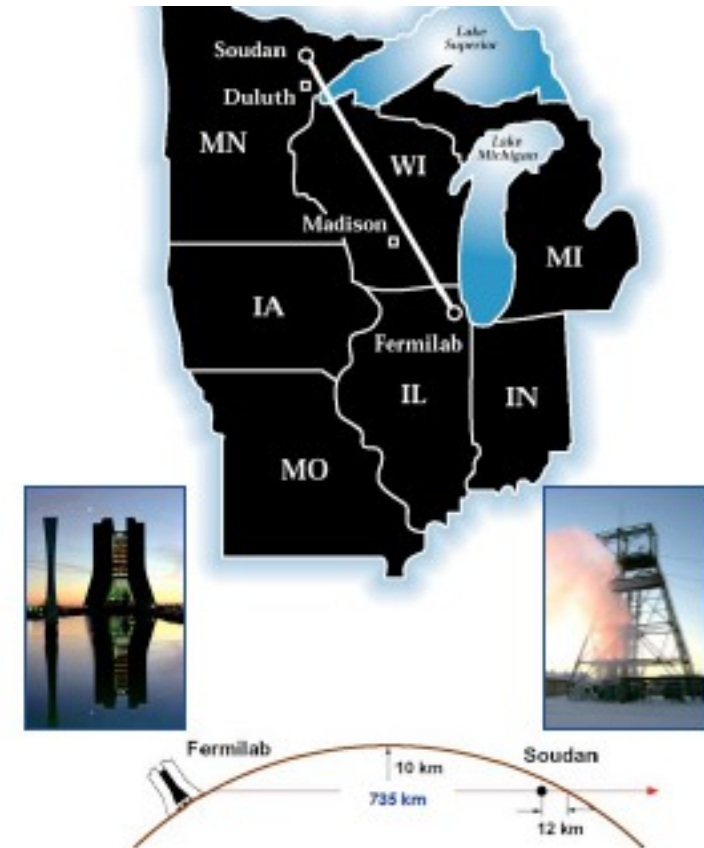 Lake
Superior
Soudan
Duluth
MN
Lake
Michigan
WI
Madison
MI
IA
Fermilab
IL
IN
MO
Fermilab
Soudan
10 km
735 km
12 km